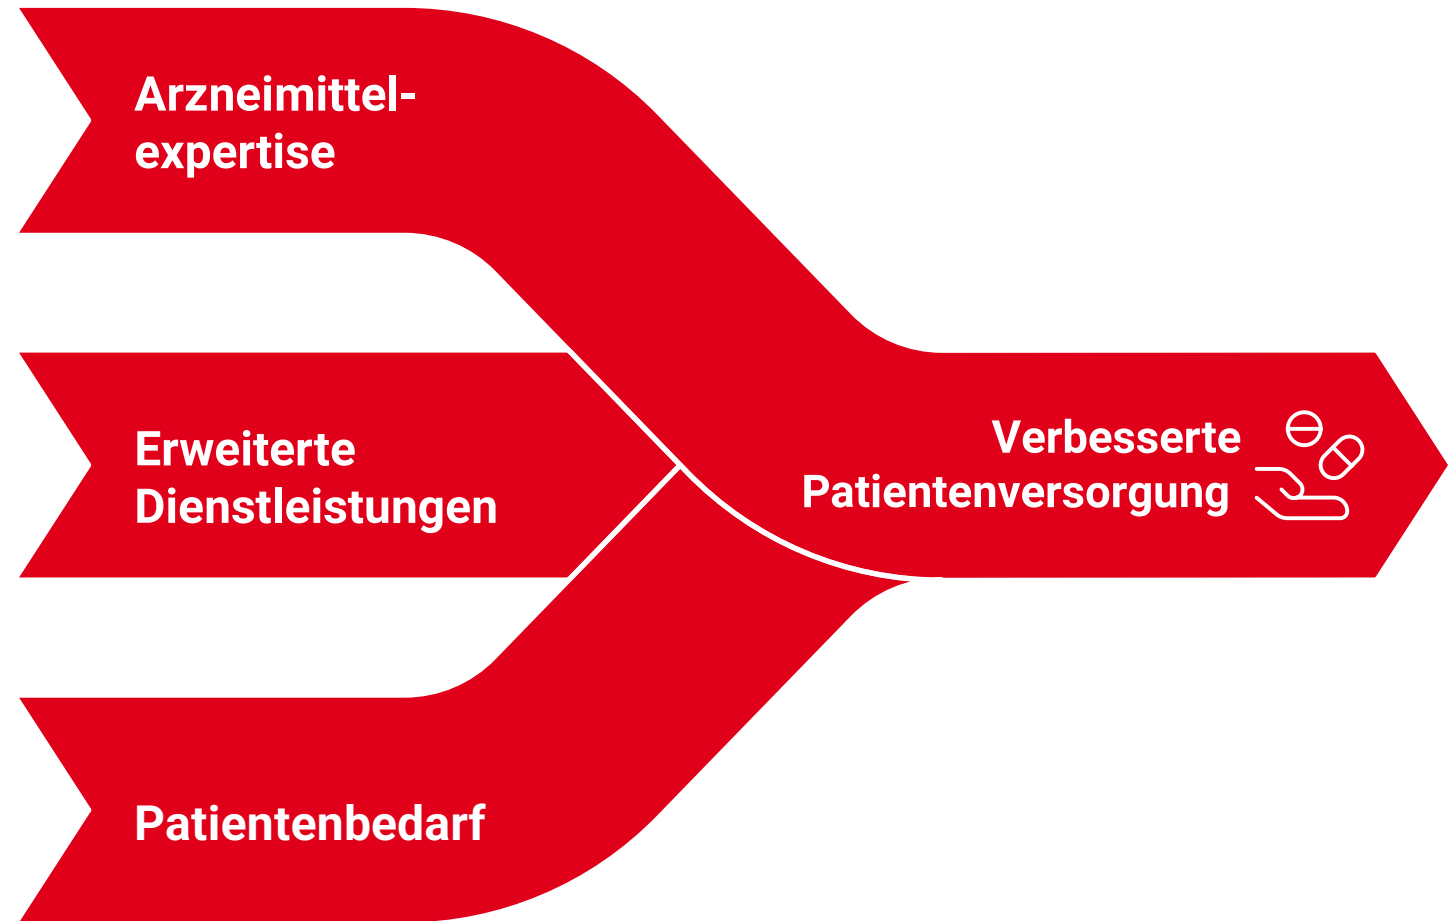 Arzneimittel-
expertise
Erweiterte
Dienstleistungen
Verbesserte
Patientenversorgung
Patientenbedarf